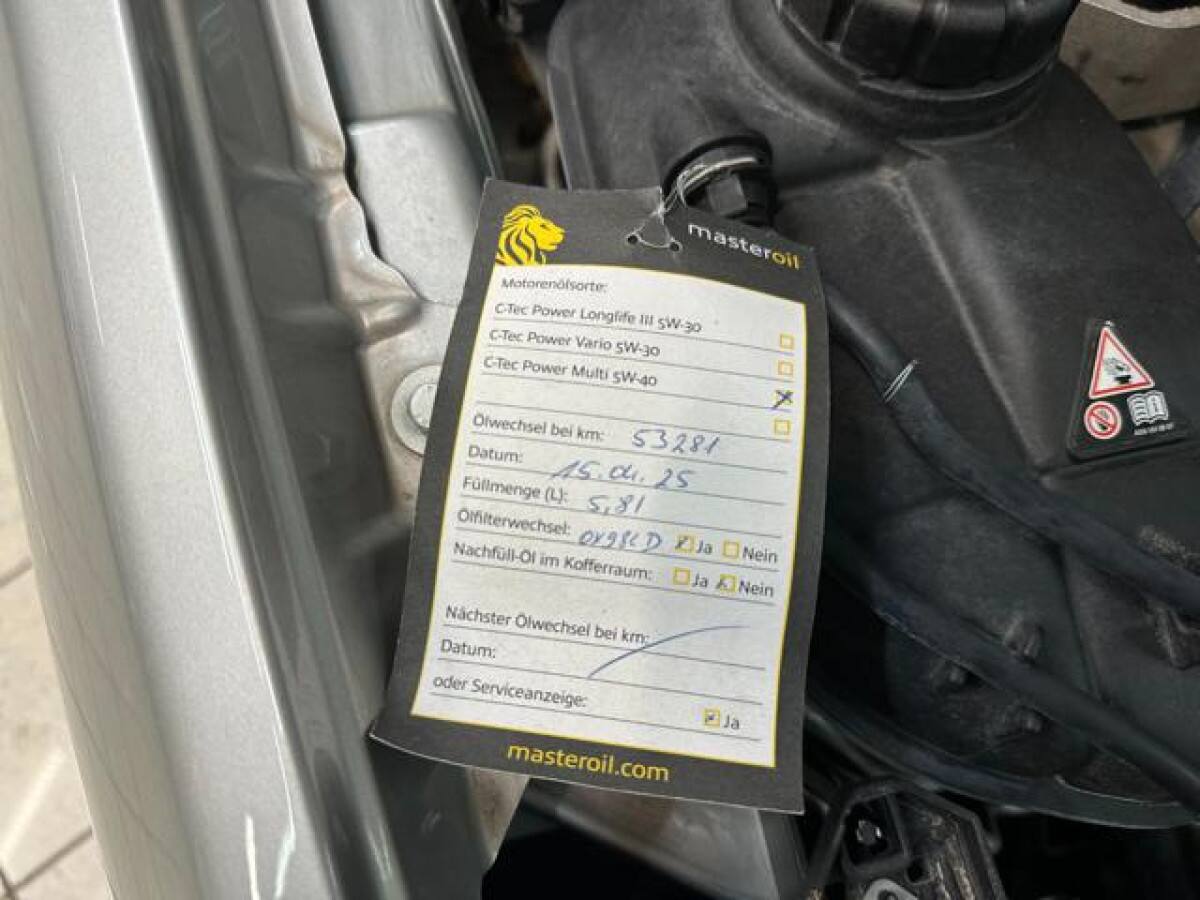 masteroil
Motorenölsorte:
C-Tec Power Longlife III 5W-30
C-Tec Power Vario 5W-30
C-Tec Power Multi 5W-40
Ölwechsel bei km: 53281
Datum: 15.04.25
Füllmenge (L): 5,8l
Ölfilterwechsel: Ja Nein
Nachfüll-Öl im Kofferraum: Ja Nein
Nächster Ölwechsel bei km:
Datum:
oder Serviceanzeige: Ja
masteroil.com